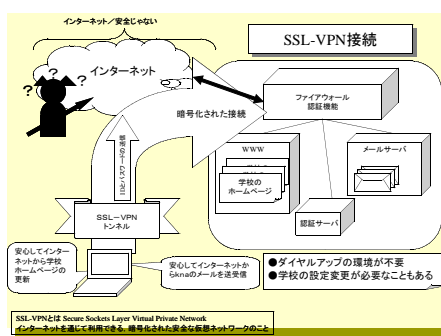 インターネット／安全じゃない
SSL-VPN接続
インターネット
?
?
?
ファイアウォール
認証機能
暗号化された接続
WWW
学校の
ホームページ
メールサーバ
認証サーバ
SSL-VPN
トンネル
安心してインター
ネットから学校
ホームページの
更新
安心してインターネット
からknaのメールを送受信
●ダイヤルアップの環境が不要
●学校の設定変更が必要なこともある
SSL-VPNとは Secure Sockets Layer Virtual Private Network
インターネットを通じて利用できる，暗号化された安全な仮想ネットワークのこと